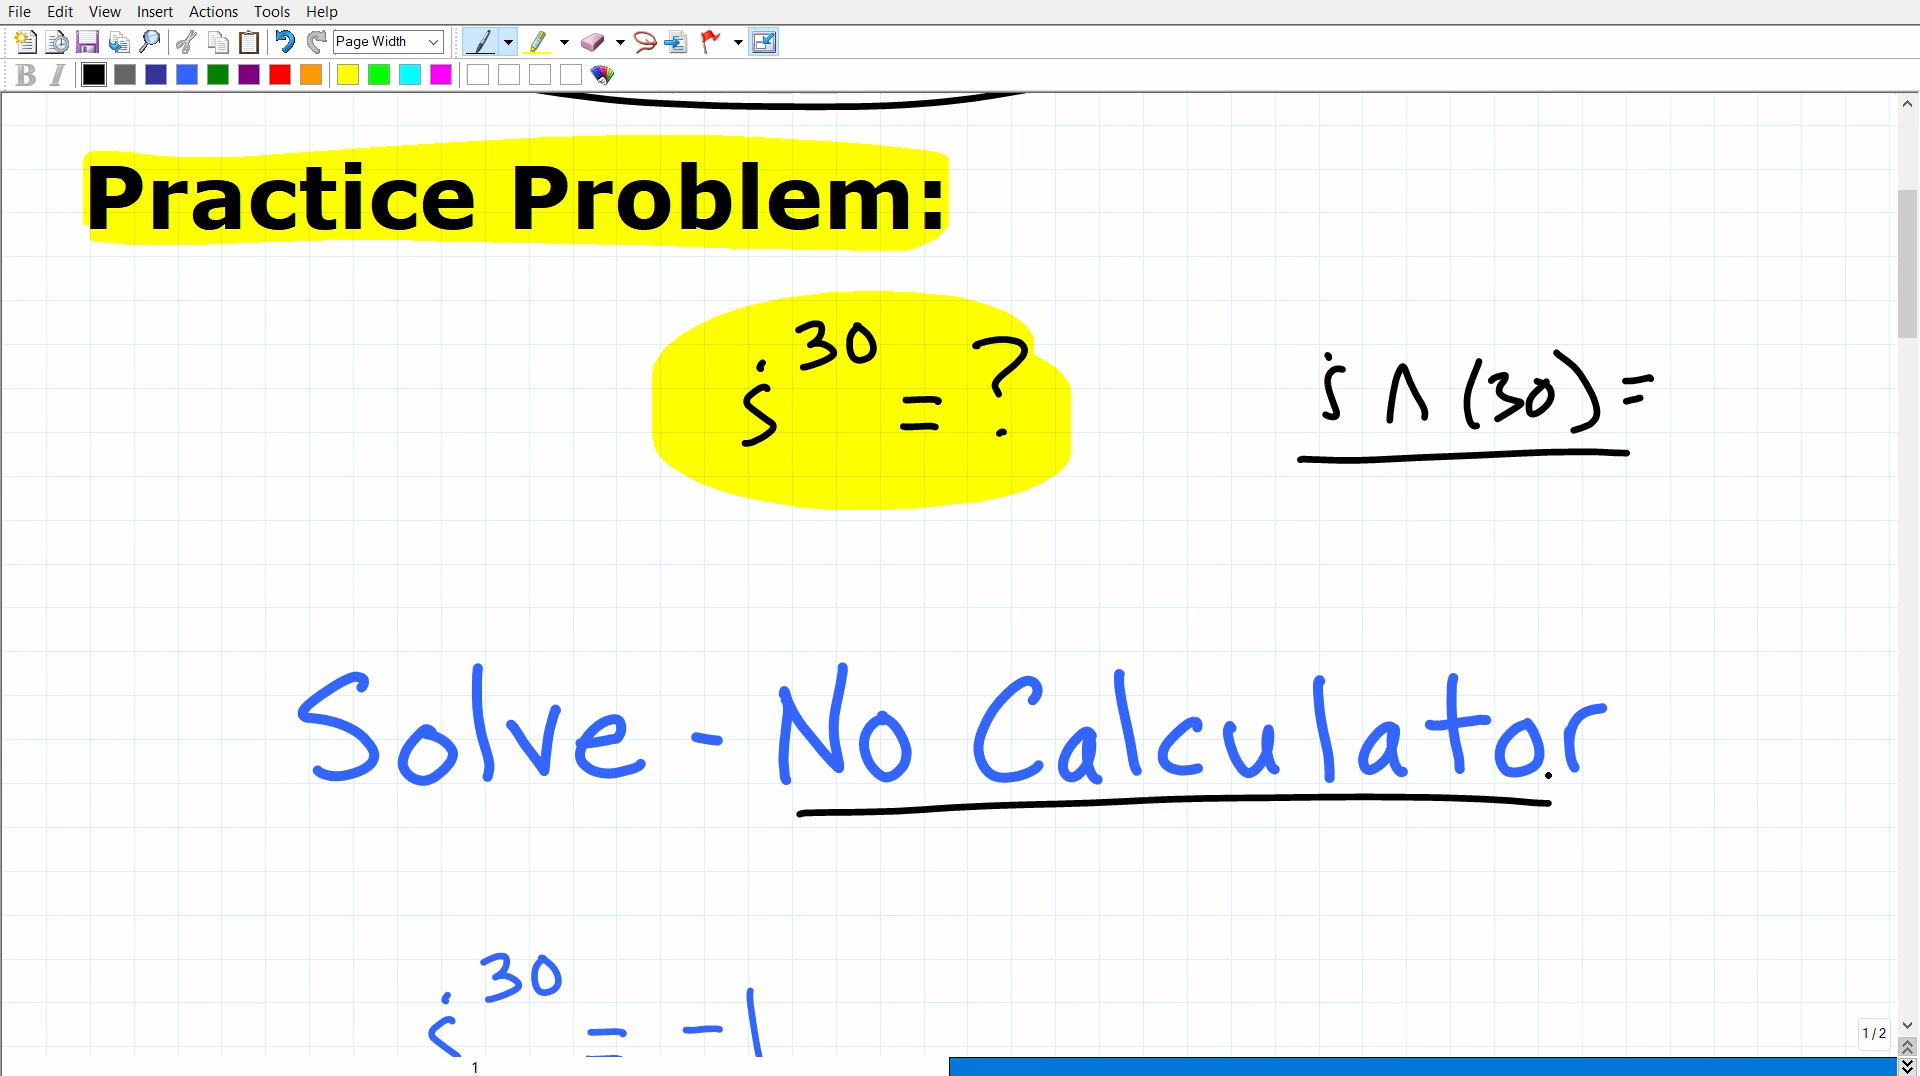 File Edit View Insert Actions Tools Help
Page Width
B I
Practice Problem:
i^30 = ?
i ^ (30) =
Solve - No Calculator
i^30 = -1
1 / 2
1